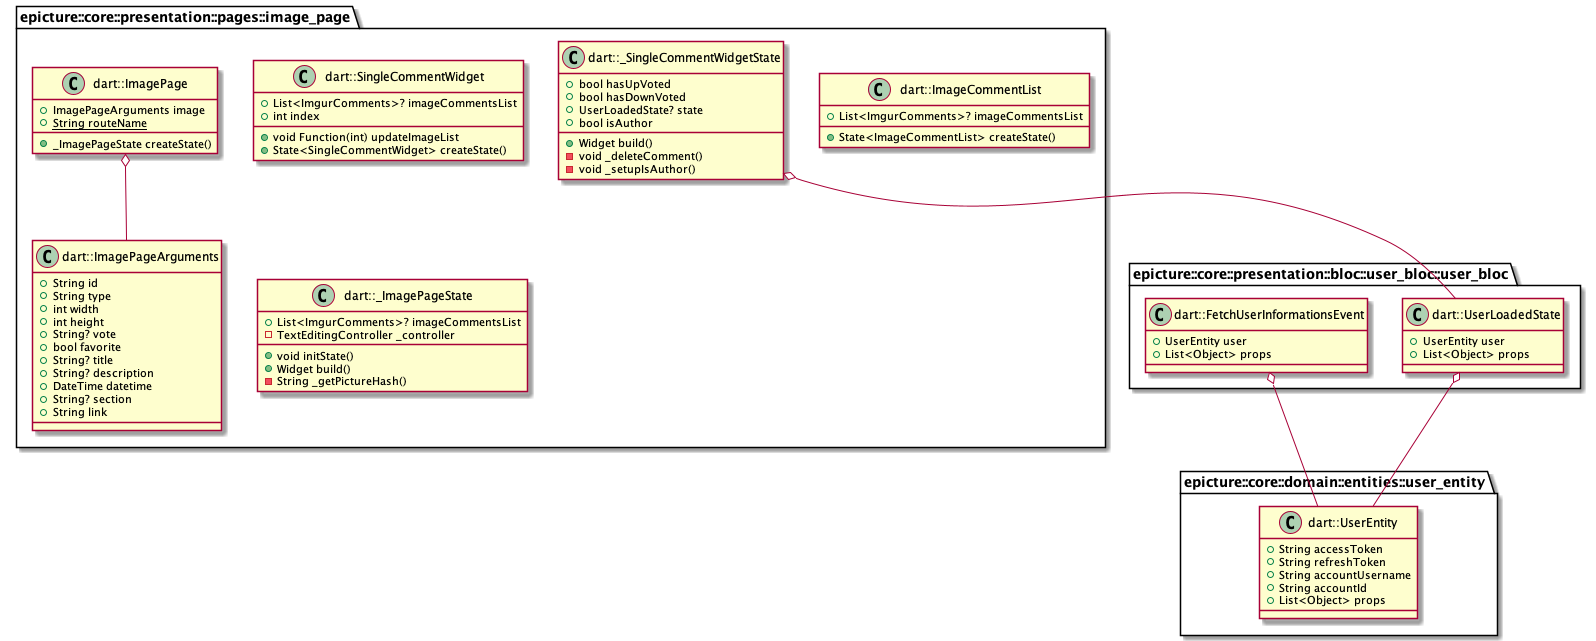 epicture::core::presentation::pages::image_page
C dart::ImagePage
ImagePageArguments image
String routeName
_ImagePageState createState()
C dart::SingleCommentWidget
List<ImgurComments>? imageCommentsList
int index
void Function(int) updateImageList
State<SingleCommentWidget> createState()
C dart::_SingleCommentWidgetState
bool hasUpVoted
bool hasDownVoted
UserLoadedState? state
bool isAuthor
Widget build()
void _deleteComment()
void _setupIsAuthor()
C dart::ImageCommentList
List<ImgurComments>? imageCommentsList
State<ImageCommentList> createState()
C dart::ImagePageArguments
String id
String type
int width
int height
String? vote
bool favorite
String? title
String? description
DateTime datetime
String? section
String link
C dart::_ImagePageState
List<ImgurComments>? imageCommentsList
TextEditingController _controller
void initState()
Widget build()
String _getPictureHash()
epicture::core::presentation::bloc::user_bloc::user_bloc
C dart::FetchUserInformationsEvent
UserEntity user
List<Object> props
C dart::UserLoadedState
UserEntity user
List<Object> props
epicture::core::domain::entities::user_entity
C dart::UserEntity
String accessToken
String refreshToken
String accountUsername
String accountId
List<Object> props